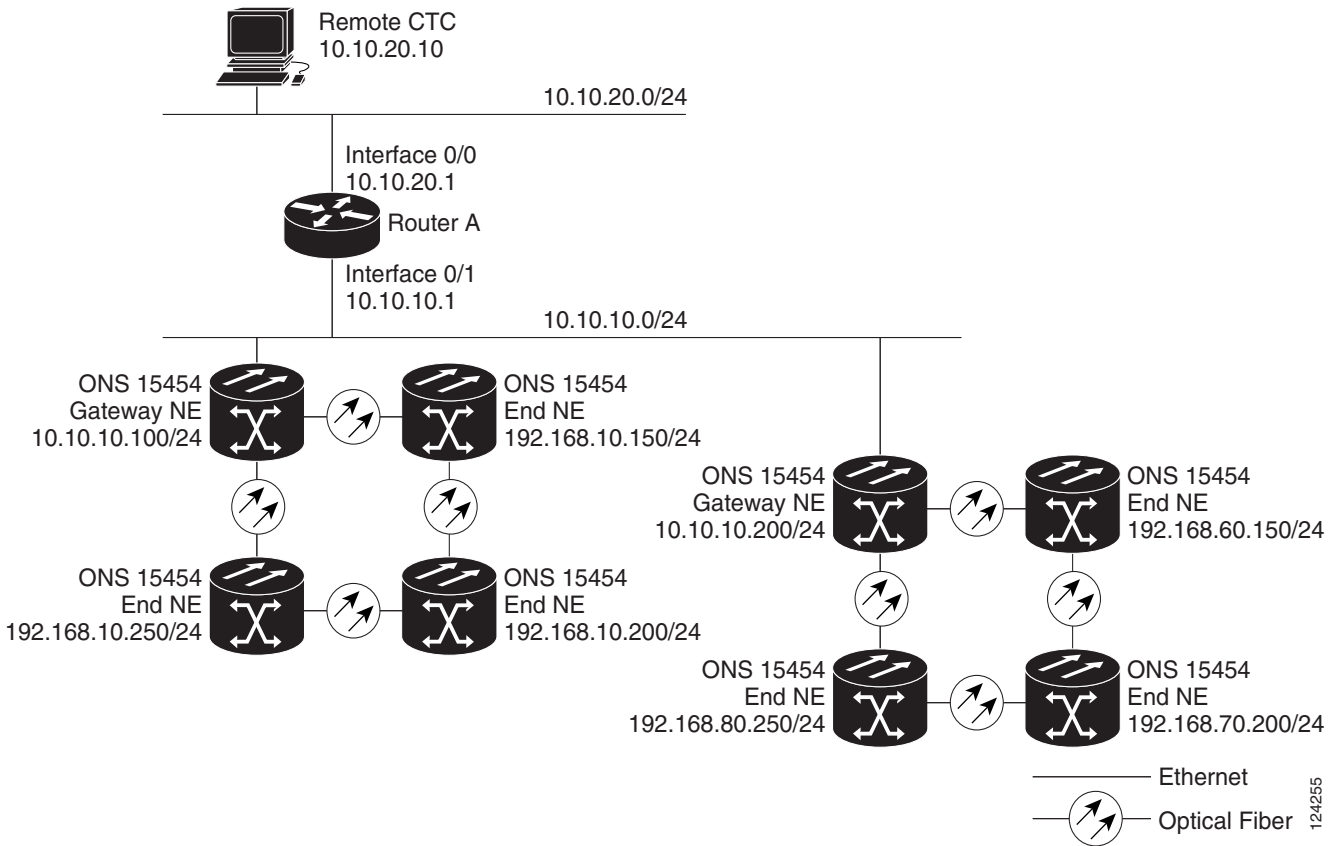 Remote CTC
10.10.20.10
10.10.20.0/24
Interface 0/0
10.10.20.1
Router A
Interface 0/1
10.10.10.1
10.10.10.0/24
ONS 15454
Gateway NE
10.10.10.100/24
ONS 15454
End NE
192.168.10.150/24
ONS 15454
End NE
192.168.10.250/24
ONS 15454
End NE
192.168.10.200/24
ONS 15454
Gateway NE
10.10.10.200/24
ONS 15454
End NE
192.168.60.150/24
ONS 15454
End NE
192.168.80.250/24
ONS 15454
End NE
192.168.70.200/24
Ethernet
Optical Fiber
124255